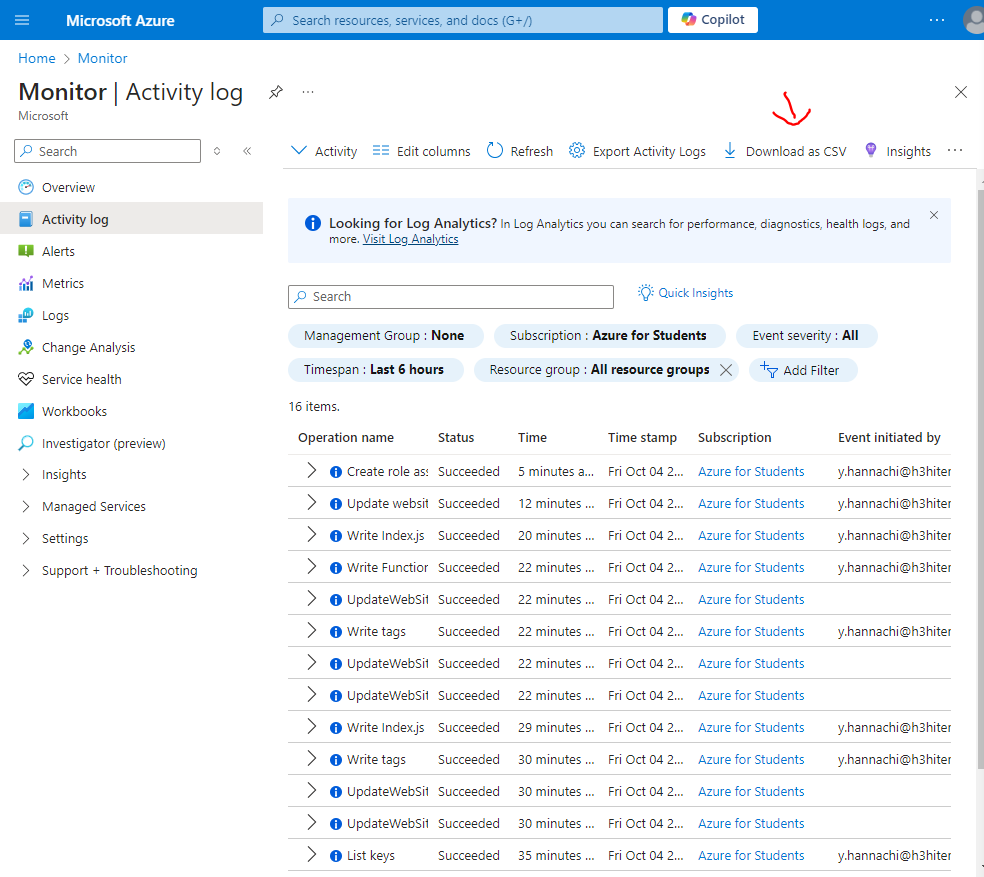 Microsoft Azure
Search resources, services, and docs (G+/)
Copilot
Home > Monitor
Monitor | Activity log
Microsoft
Search
Activity
Edit columns
Refresh
Export Activity Logs
Download as CSV
Insights
Overview
Activity log
Alerts
Metrics
Logs
Change Analysis
Service health
Workbooks
Investigator (preview)
Insights
Managed Services
Settings
Support + Troubleshooting
Looking for Log Analytics? In Log Analytics you can search for performance, diagnostics, health logs, and
more. Visit Log Analytics
Search
Quick Insights
Management Group : None
Subscription : Azure for Students
Event severity : All
Timespan : Last 6 hours
Resource group : All resource groups
Add Filter
16 items.
Operation name Status Time Time stamp Subscription Event initiated by
Create role ass Succeeded 5 minutes a... Fri Oct 04 2... Azure for Students y.hannachi@h3hiter
Update websit Succeeded 12 minutes ... Fri Oct 04 2... Azure for Students y.hannachi@h3hiter
Write Index.js Succeeded 20 minutes ... Fri Oct 04 2... Azure for Students y.hannachi@h3hiter
Write Function Succeeded 22 minutes ... Fri Oct 04 2... Azure for Students y.hannachi@h3hiter
UpdateWebSit Succeeded 22 minutes ... Fri Oct 04 2... Azure for Students
Write tags Succeeded 22 minutes ... Fri Oct 04 2... Azure for Students y.hannachi@h3hiter
UpdateWebSit Succeeded 22 minutes ... Fri Oct 04 2... Azure for Students
UpdateWebSit Succeeded 22 minutes ... Fri Oct 04 2... Azure for Students
Write Index.js Succeeded 29 minutes ... Fri Oct 04 2... Azure for Students y.hannachi@h3hiter
Write tags Succeeded 30 minutes ... Fri Oct 04 2... Azure for Students y.hannachi@h3hiter
UpdateWebSit Succeeded 30 minutes ... Fri Oct 04 2... Azure for Students
UpdateWebSit Succeeded 30 minutes ... Fri Oct 04 2... Azure for Students
List keys Succeeded 35 minutes ... Fri Oct 04 2... Azure for Students y.hannachi@h3hiter